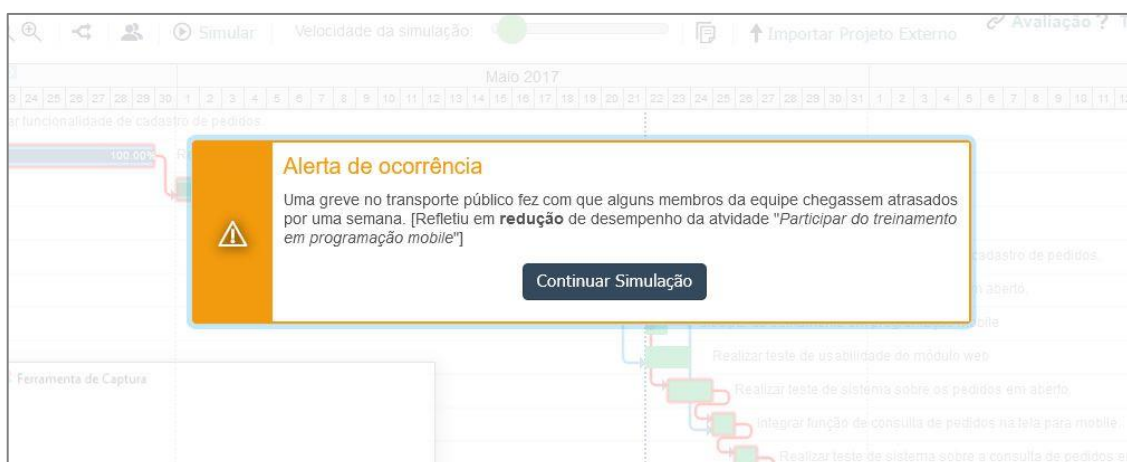 Simular Velocidade da simulação: Importar Projeto Externo Avaliação ?
Maio 2017
24 25 26 27 28 29 30 1 2 3 4 5 6 7 8 9 10 11 12 13 14 15 16 17 18 19 20 21 22 23 24 25 26 27 28 29 30 31 1 2 3 4 5 6 7 8 9 10 11
funcionalidade de cadastro de pedidos.
100.00%
Alerta de ocorrência
Uma greve no transporte público fez com que alguns membros da equipe chegassem atrasados
por uma semana. [Refletiu em redução de desempenho da atvidade "Participar do treinamento
em programação mobile"]
cadastro de pedidos.
em aberto.
Continuar Simulação
Realizar teste de usabilidade do módulo web
Ferramenta de Captura
Realizar teste de sistema sobre os pedidos em aberto.
Integrar função de consulta de pedidos na tela para mobile.
Realizar teste de sistema sobre a consulta de pedidos